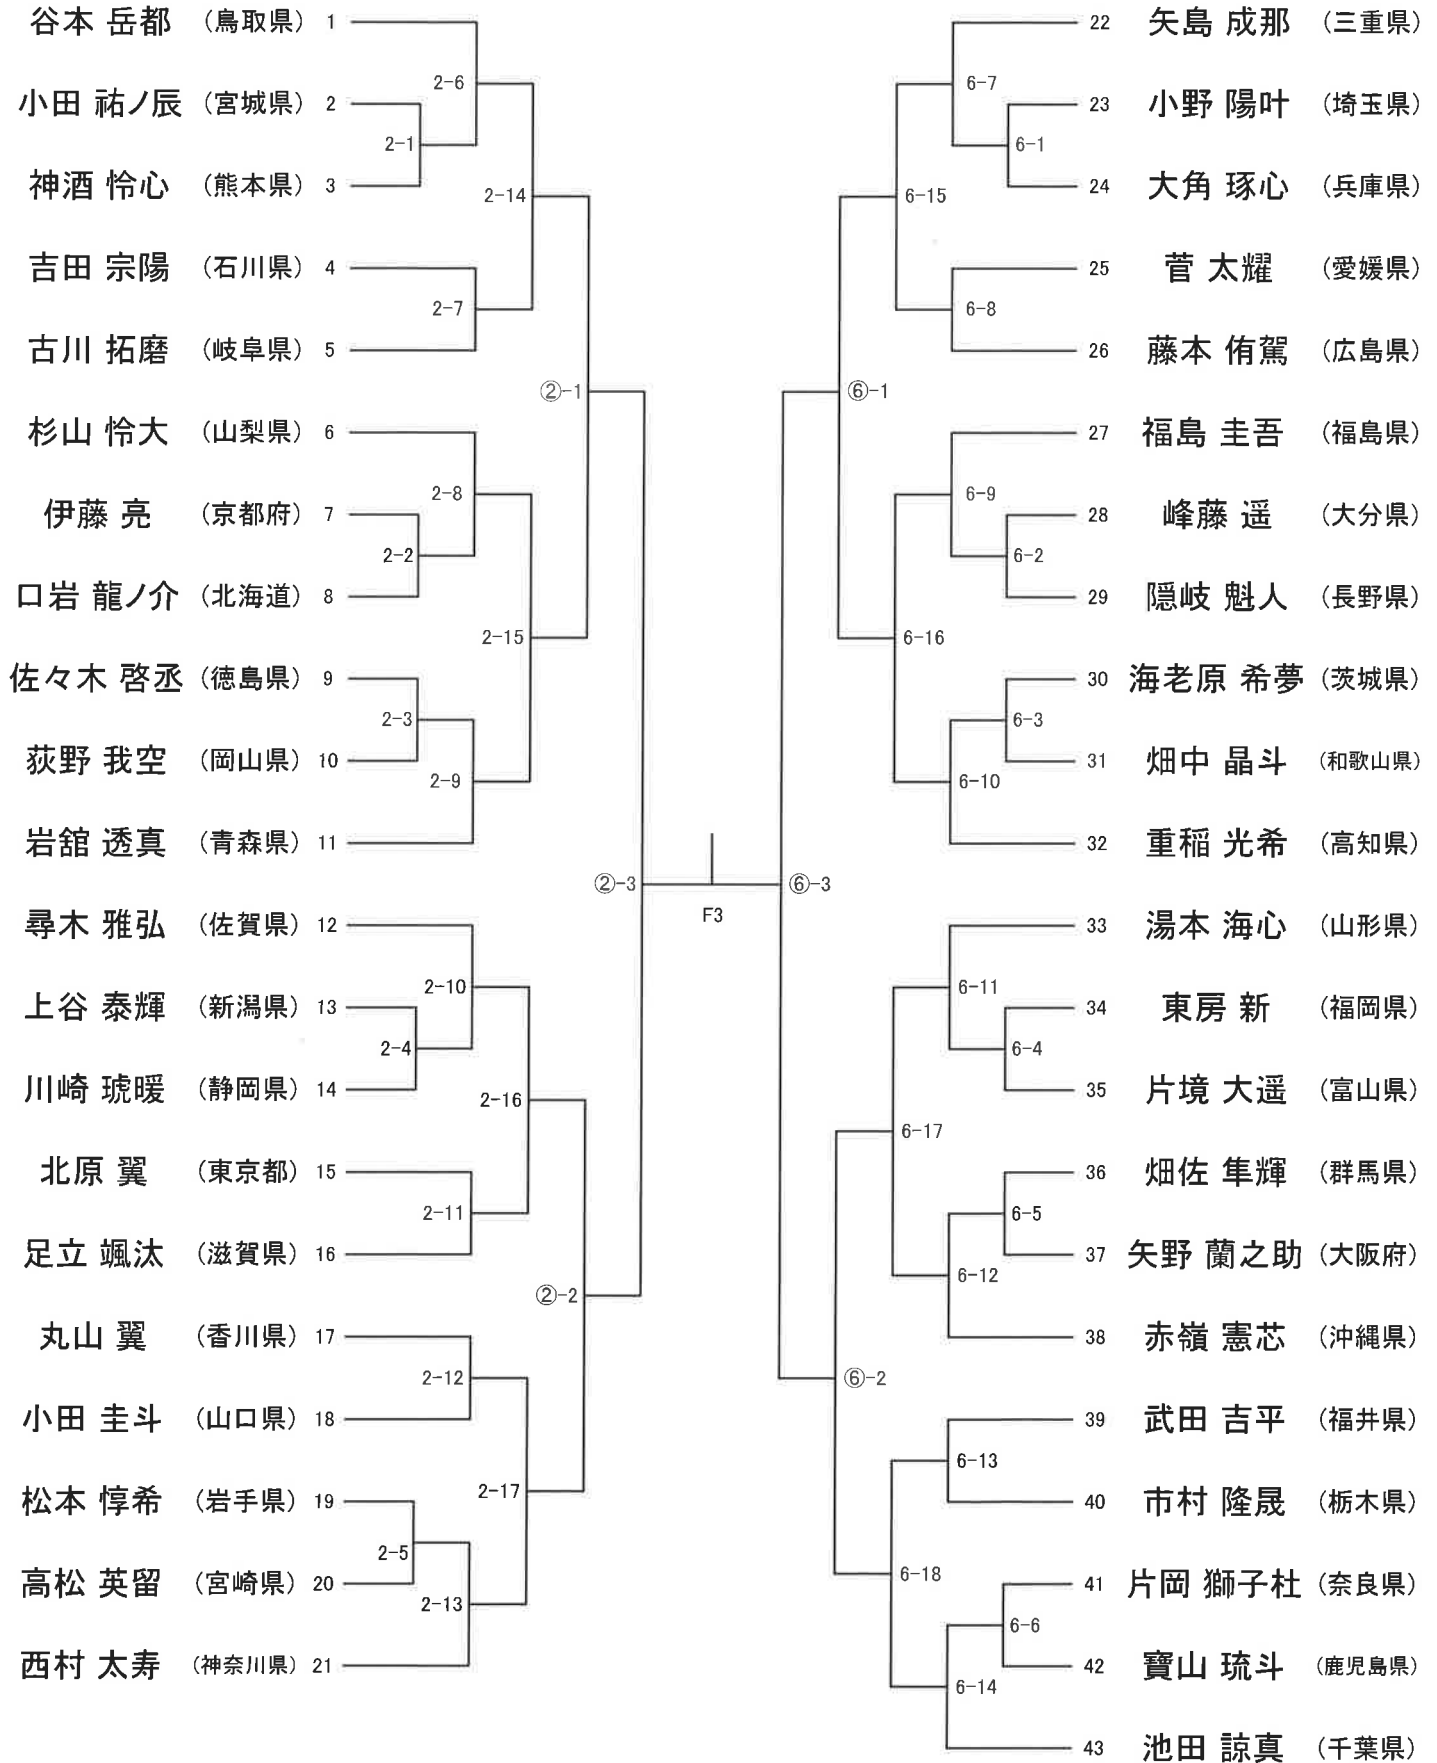 谷本 岳都 （鳥取県） 1
2-6
小田 祐ノ辰 （宮城県） 2
2-1
神酒 怜心 （熊本県） 3
2-14
吉田 宗陽 （石川県） 4
2-7
古川 拓磨 （岐阜県） 5
②-1
杉山 怜大 （山梨県） 6
2-8
伊藤 亮 （京都府） 7
2-2
口岩 龍ノ介 （北海道） 8
2-15
佐々木 啓丞 （徳島県） 9
2-3
荻野 我空 （岡山県） 10
2-9
岩舘 透真 （青森県） 11
②-3
尋木 雅弘 （佐賀県） 12
2-10
上谷 泰輝 （新潟県） 13
2-4
川崎 琥暖 （静岡県） 14
2-16
北原 翼 （東京都） 15
2-11
足立 颯汰 （滋賀県） 16
②-2
丸山 翼 （香川県） 17
2-12
小田 圭斗 （山口県） 18
2-17
松本 惇希 （岩手県） 19
2-5
高松 英留 （宮崎県） 20
2-13
西村 太寿 （神奈川県） 21
F3
22 矢島 成那 （三重県）
6-7
23 小野 陽叶 （埼玉県）
6-1
24 大角 琢心 （兵庫県）
6-15
25 菅 太耀 （愛媛県）
6-8
26 藤本 侑駕 （広島県）
⑥-1
27 福島 圭吾 （福島県）
6-9
28 峰藤 遥 （大分県）
6-2
29 隠岐 魁人 （長野県）
6-16
30 海老原 希夢 （茨城県）
6-3
31 畑中 晶斗 （和歌山県）
6-10
32 重稲 光希 （高知県）
⑥-3
33 湯本 海心 （山形県）
6-11
34 東房 新 （福岡県）
6-4
35 片境 大遥 （富山県）
6-17
36 畑佐 隼輝 （群馬県）
6-5
37 矢野 蘭之助 （大阪府）
6-12
38 赤嶺 憲芯 （沖縄県）
⑥-2
39 武田 吉平 （福井県）
6-13
40 市村 隆晟 （栃木県）
6-18
41 片岡 獅子杜 （奈良県）
6-6
42 寶山 琉斗 （鹿児島県）
6-14
43 池田 諒真 （千葉県）